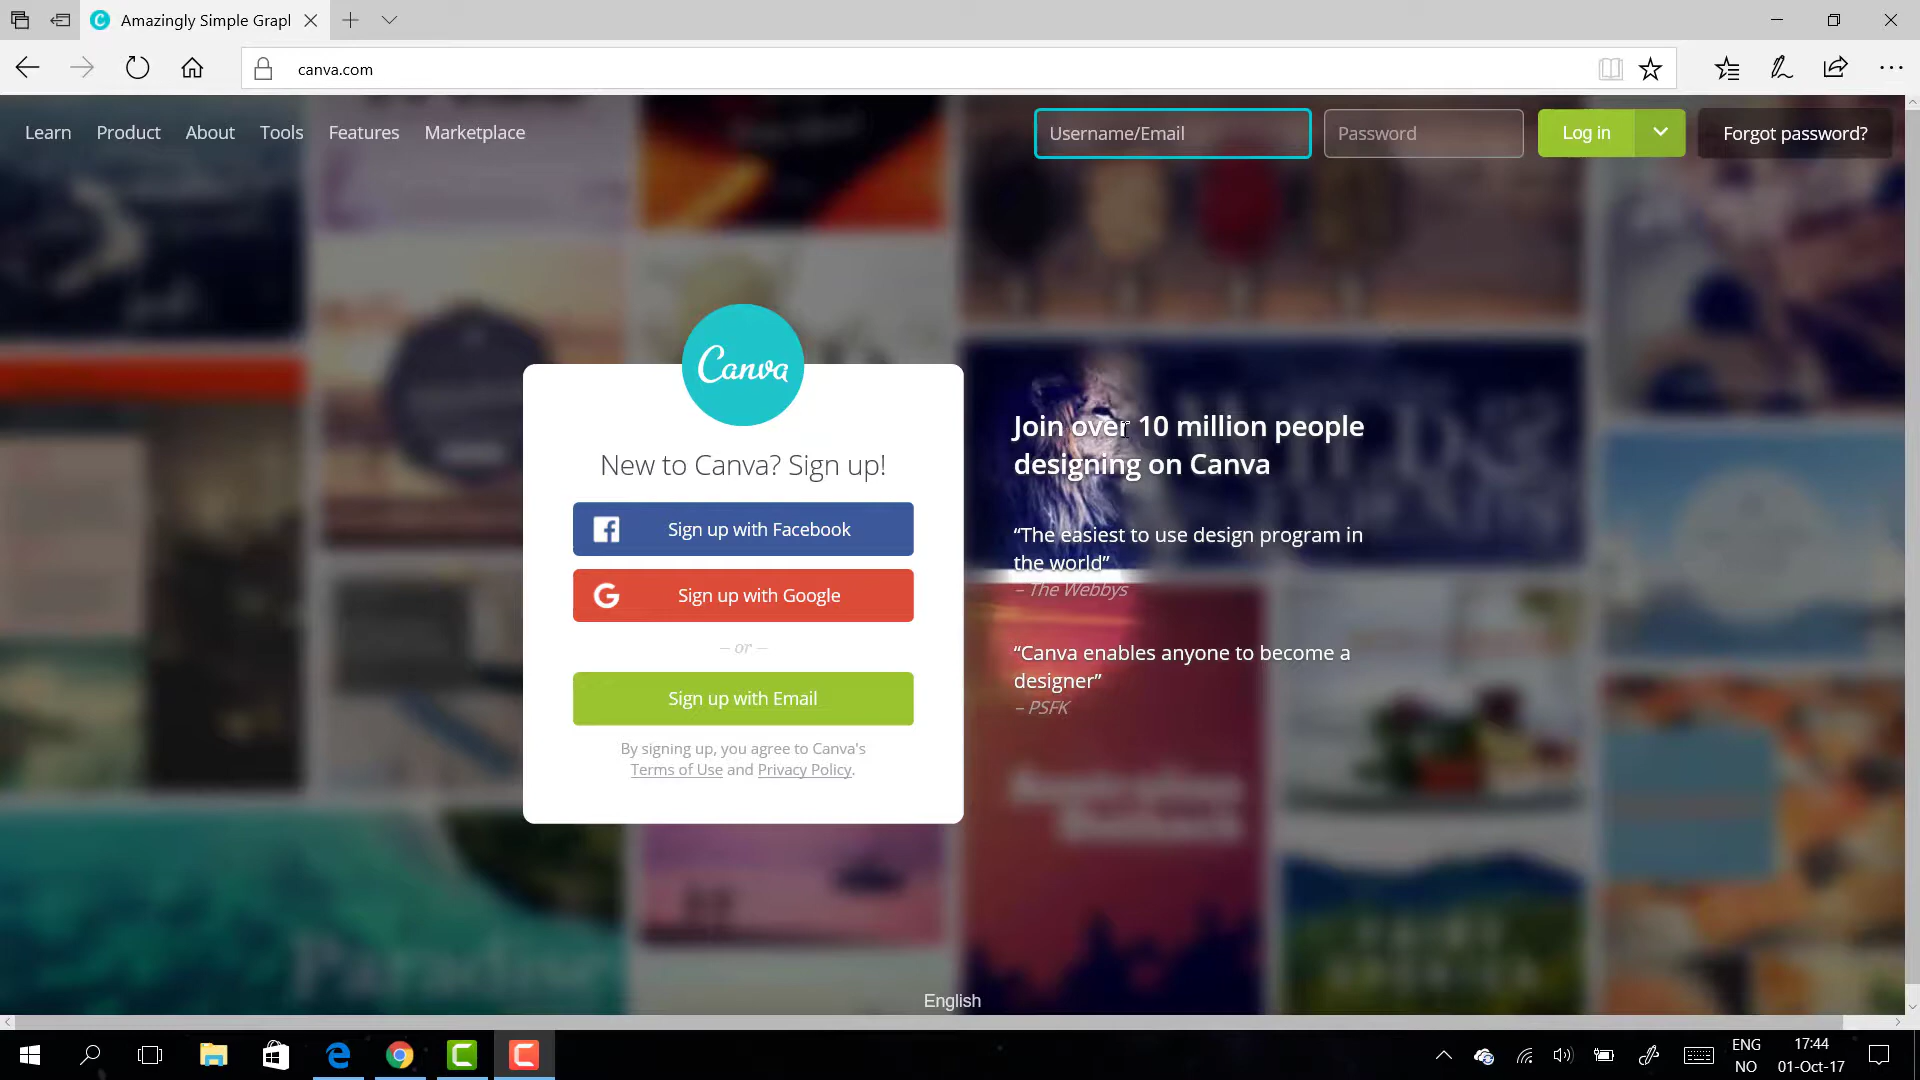 Amazingly Simple Grapl
canva.com
Learn Product About Tools Features Marketplace
Username/Email
Password
Log in
Forgot password?
Canva
New to Canva? Sign up!
Sign up with Facebook
G Sign up with Google
– or –
Sign up with Email
By signing up, you agree to Canva's
Terms of Use and Privacy Policy.
Join over 10 million people
designing on Canva
“The easiest to use design program in
the world”
– The Webbys
“Canva enables anyone to become a
designer”
– PSFK
Paradise
English
ENG
NO
17:44
01-Oct-17